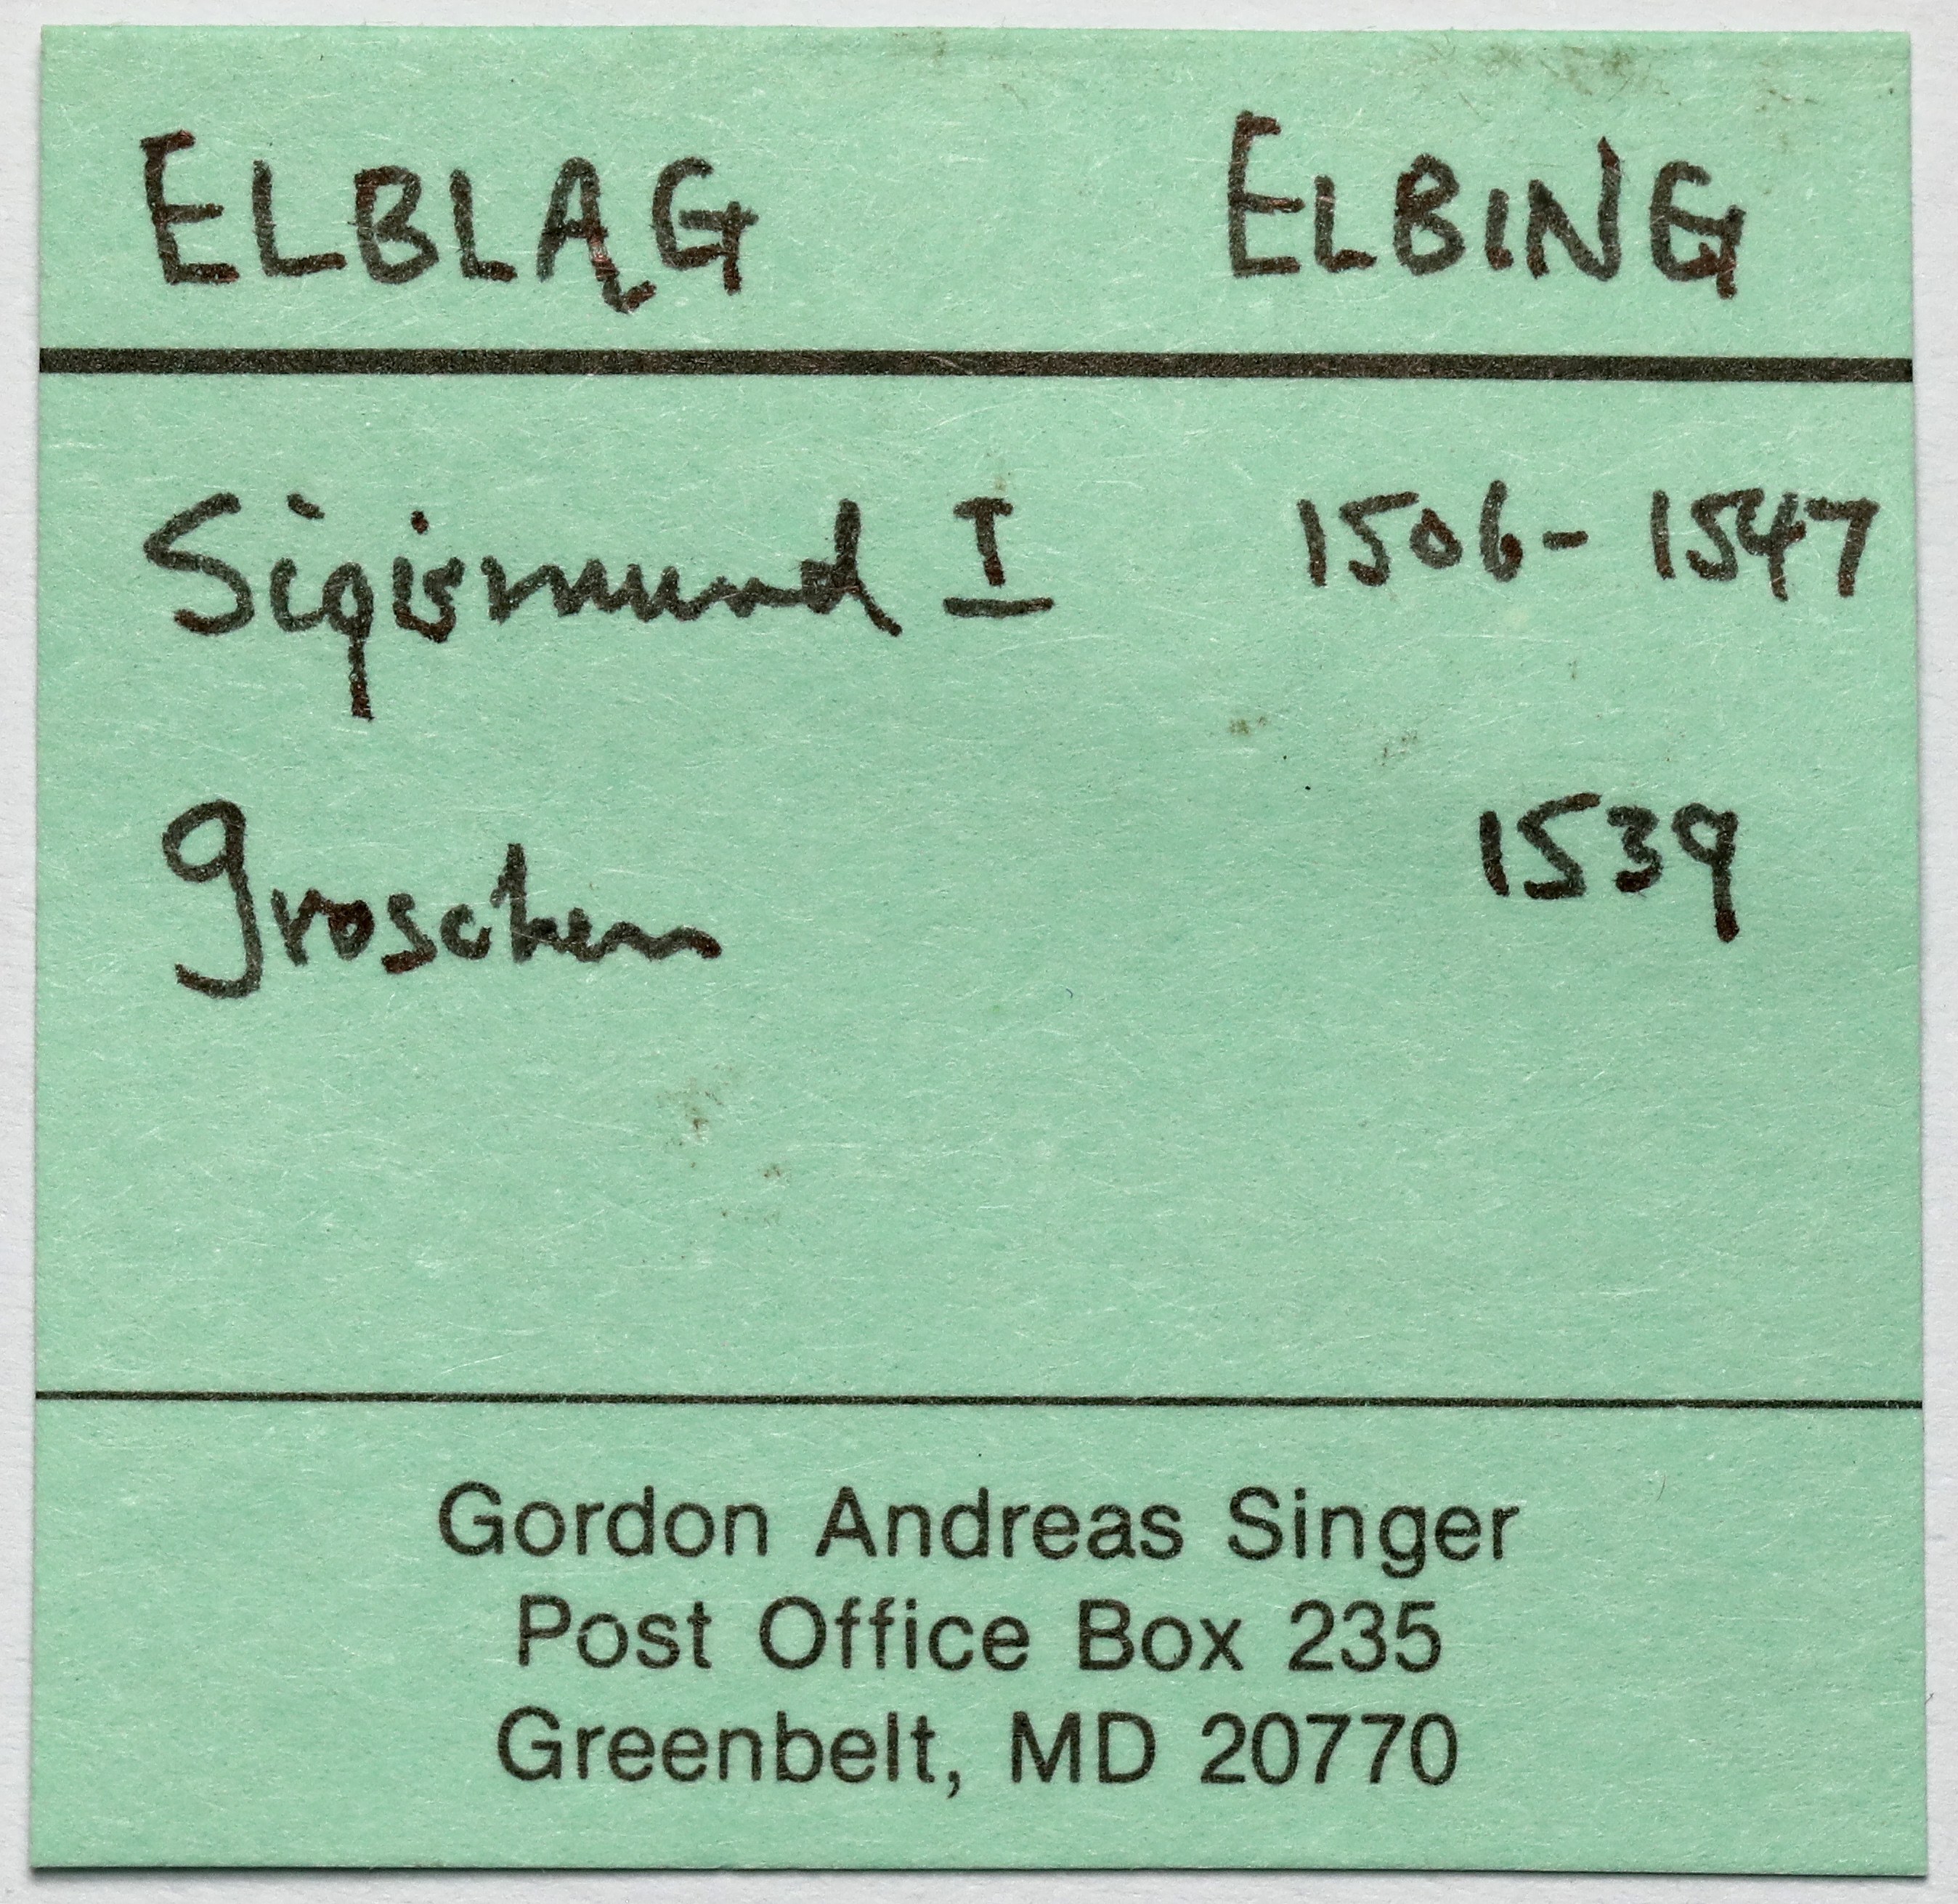 ELBLĄG ELBING
Sigismund I 1506-1547
Groschen 1539
Gordon Andreas Singer
Post Office Box 235
Greenbelt, MD 20770